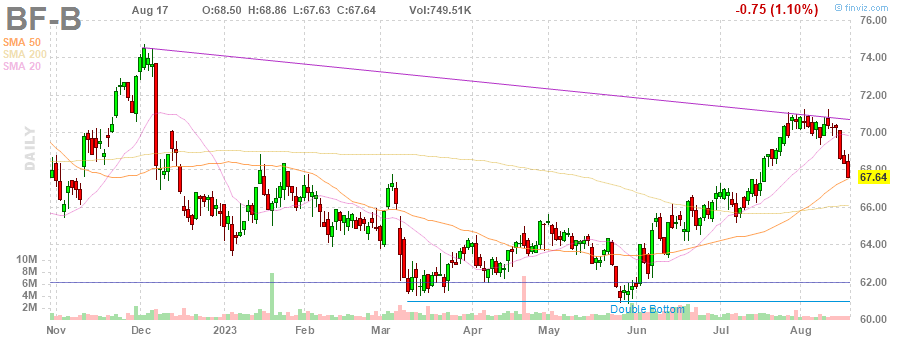 BF-B Aug 17 O:68.50 H:68.86 L:67.63 C:67.64 Vol:749.51K -0.75 (1.10%) © finviz.com
SMA 50
SMA 200
SMA 20
DAILY
76.00
74.00
72.00
70.00
68.00
67.64
66.00
64.00
62.00
60.00
10M
8M
6M
4M
2M
Double Bottom
Nov Dec 2023 Feb Mar Apr May Jun Jul Aug